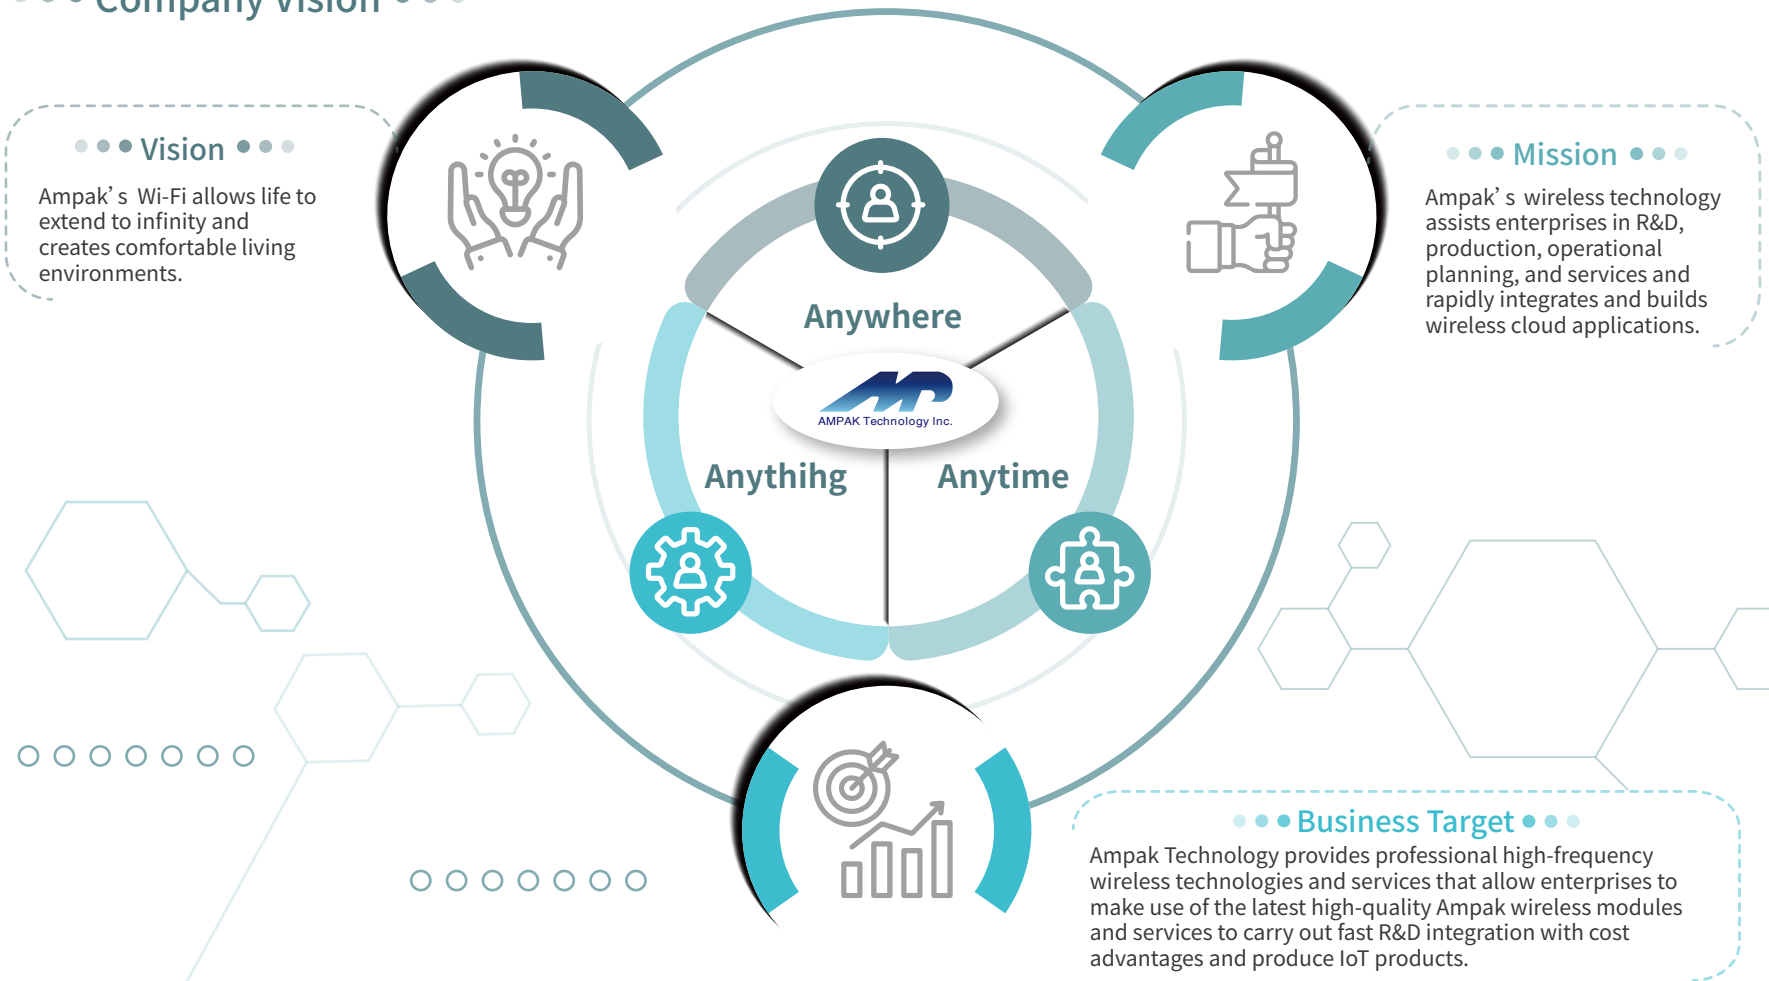 Company Vision
Vision
Ampak’s Wi-Fi allows life to
extend to infinity and
creates comfortable living
environments.
Mission
Ampak’s wireless technology
assists enterprises in R&D,
production, operational
planning, and services and
rapidly integrates and builds
wireless cloud applications.
Anywhere
AMPAK Technology Inc.
Anythihg
Anytime
Business Target
Ampak Technology provides professional high-frequency
wireless technologies and services that allow enterprises to
make use of the latest high-quality Ampak wireless modules
and services to carry out fast R&D integration with cost
advantages and produce IoT products.